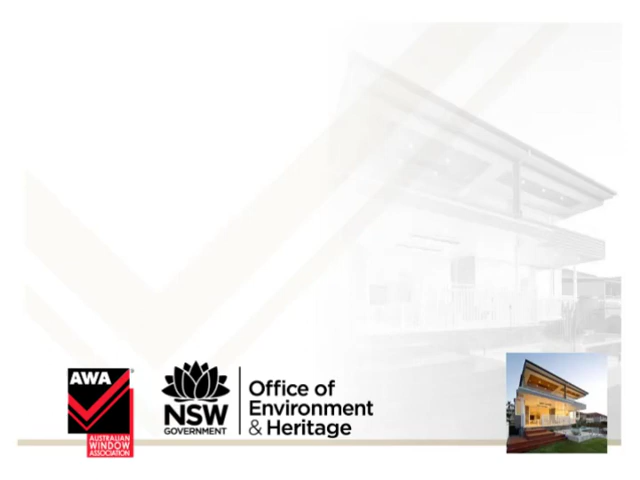 AWA
AUSTRALIAN
WINDOW
ASSOCIATION
NSW
GOVERNMENT
Office of
Environment
& Heritage